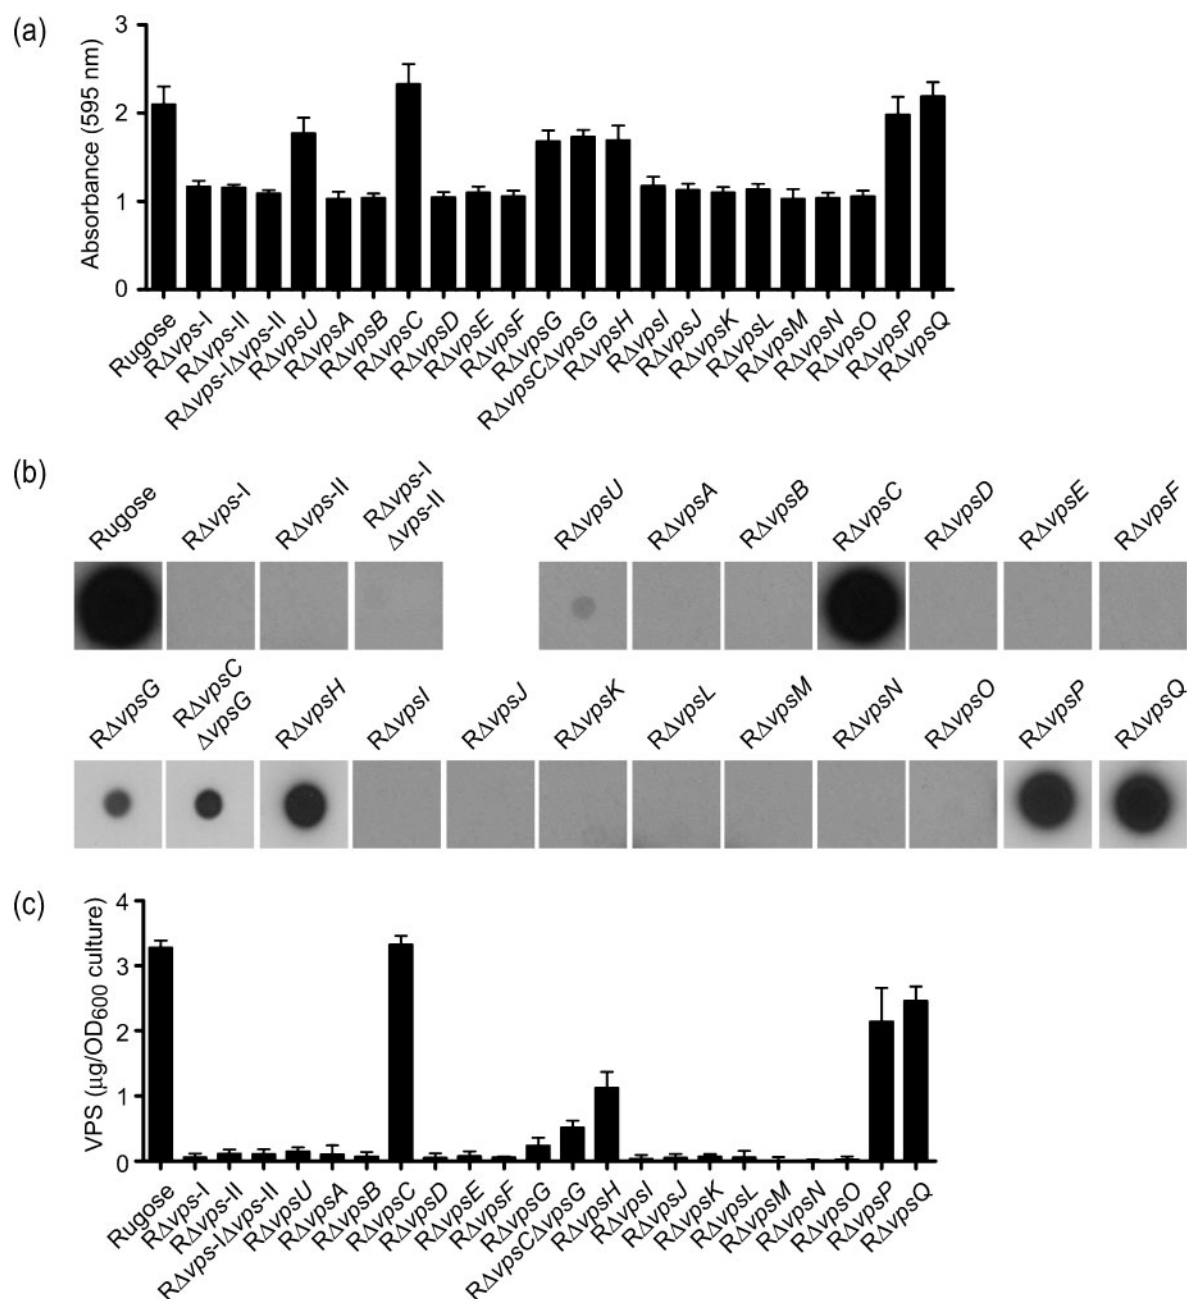 (a)
Absorbance (595 nm)
3
2
1
0
Rugose
RΔvps-I
RΔvps-II
RΔvps-IΔvps-II
RΔvpsU
RΔvpsA
RΔvpsB
RΔvpsC
RΔvpsD
RΔvpsE
RΔvpsF
RΔvpsG
RΔvpsCΔvpsG
RΔvpsH
RΔvpsI
RΔvpsJ
RΔvpsK
RΔvpsL
RΔvpsM
RΔvpsN
RΔvpsO
RΔvpsP
RΔvpsQ
(b)
Rugose
RΔvps-I
RΔvps-II
RΔvps-I
Δvps-II
RΔvpsU
RΔvpsA
RΔvpsB
RΔvpsC
RΔvpsD
RΔvpsE
RΔvpsF
RΔvpsG
RΔvpsC
ΔvpsG
RΔvpsH
RΔvpsI
RΔvpsJ
RΔvpsK
RΔvpsL
RΔvpsM
RΔvpsN
RΔvpsO
RΔvpsP
RΔvpsQ
(c)
VPS (μg/OD600 culture)
4
3
2
1
0
Rugose
RΔvps-I
RΔvps-II
RΔvps-IΔvps-II
RΔvpsU
RΔvpsA
RΔvpsB
RΔvpsC
RΔvpsD
RΔvpsE
RΔvpsF
RΔvpsG
RΔvpsCΔvpsG
RΔvpsH
RΔvpsI
RΔvpsJ
RΔvpsK
RΔvpsL
RΔvpsM
RΔvpsN
RΔvpsO
RΔvpsP
RΔvpsQ